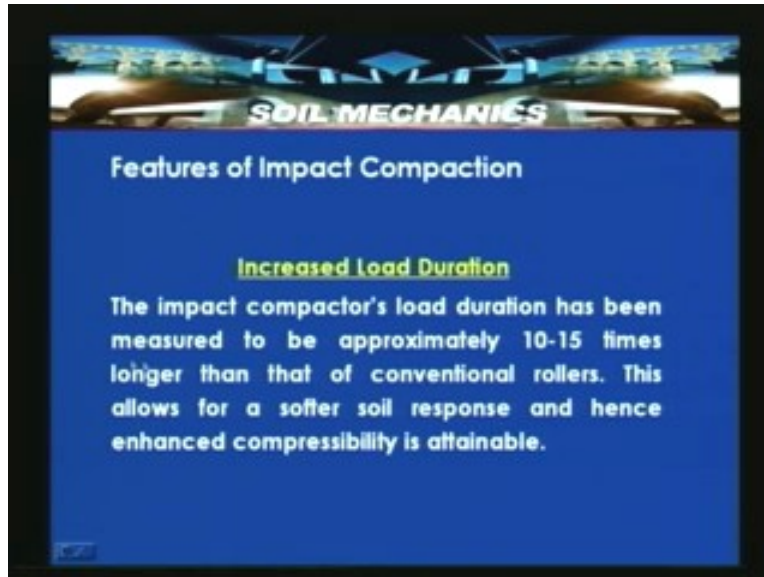 SOIL MECHANICS
Features of Impact Compaction
Increased Load Duration
The impact compactor's load duration has been
measured to be approximately 10-15 times
longer than that of conventional rollers. This
allows for a softer soil response and hence
enhanced compressibility is attainable.